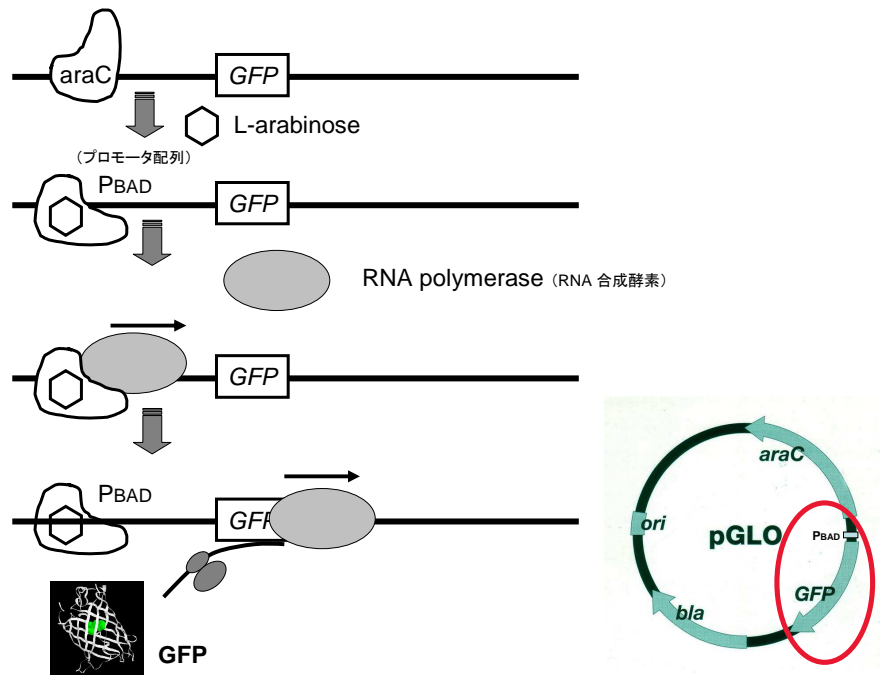 araC
GFP
L-arabinose
(プロモータ配列)
PBAD
GFP
RNA polymerase (RNA 合成酵素)
GFP
PBAD
GFP
GFP
araC
ori
pGLO
PBAD
GFP
bla